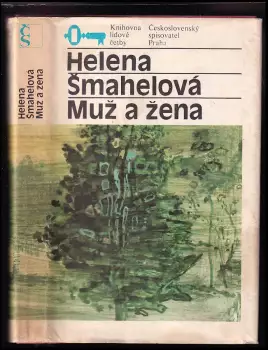 Knihovna
lidové
četby
Československý
spisovatel
Praha
Helena
Šmahelová
Muž a žena
Helena
Šmahelová
Muž a žena